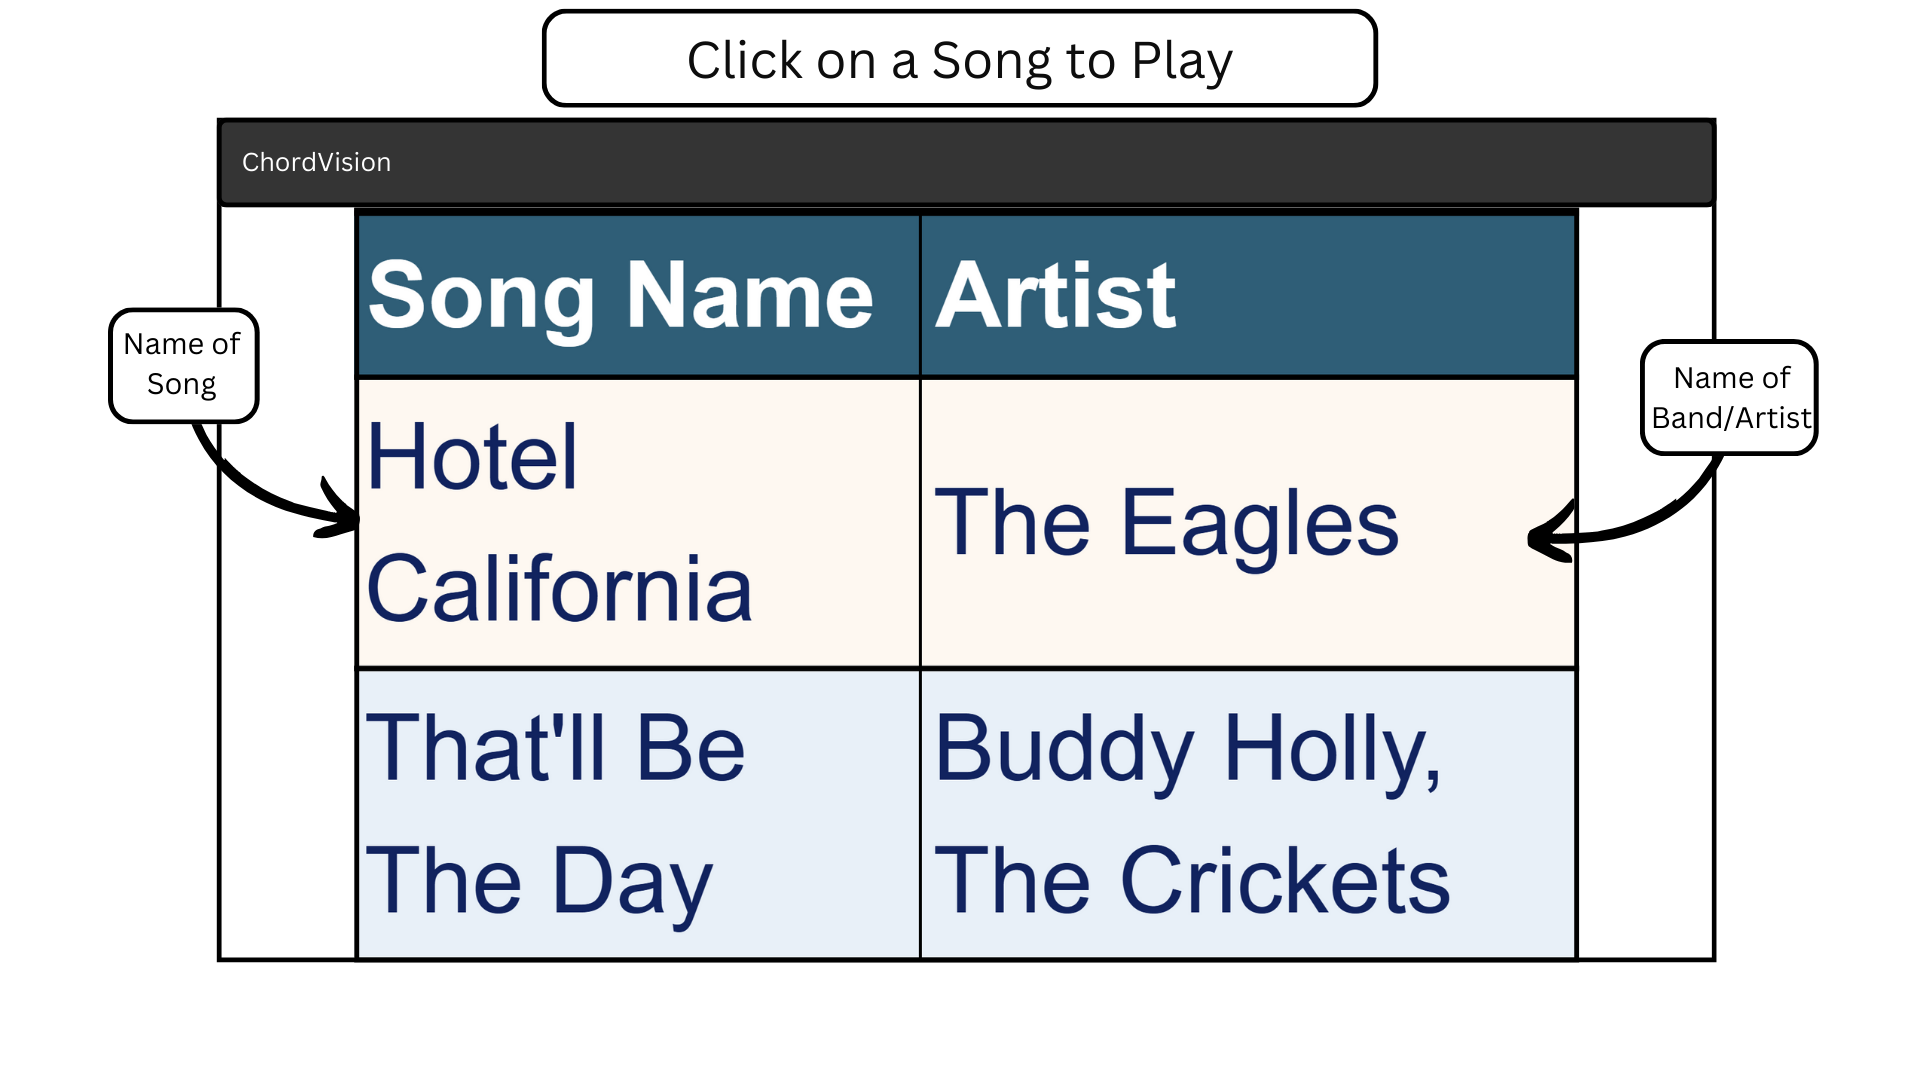 Click on a Song to Play
ChordVision
Song Name
Artist
Name of
Song
Hotel
California
The Eagles
Name of
Band/Artist
That'll Be
The Day
Buddy Holly,
The Crickets